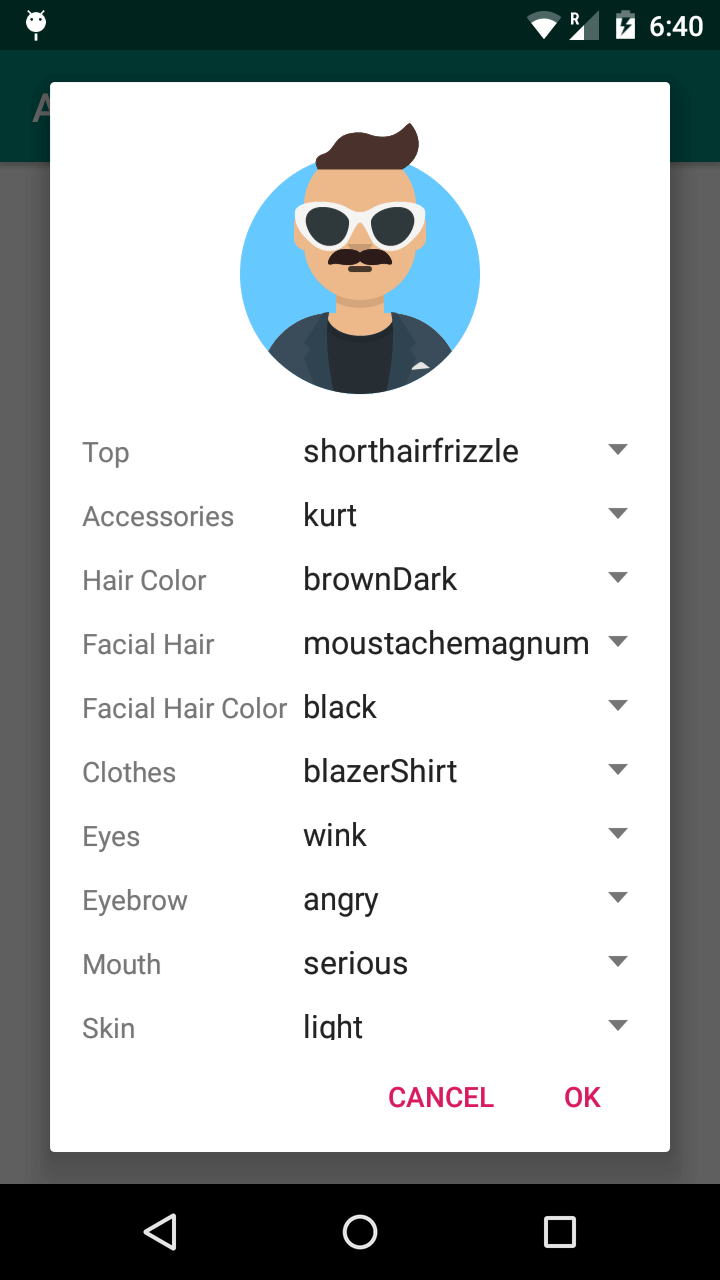 R 6:40
A
Top shorthairfrizzle
Accessories kurt
Hair Color brownDark
Facial Hair moustachemagnum
Facial Hair Color black
Clothes blazerShirt
Eyes wink
Eyebrow angry
Mouth serious
Skin light
CANCEL OK